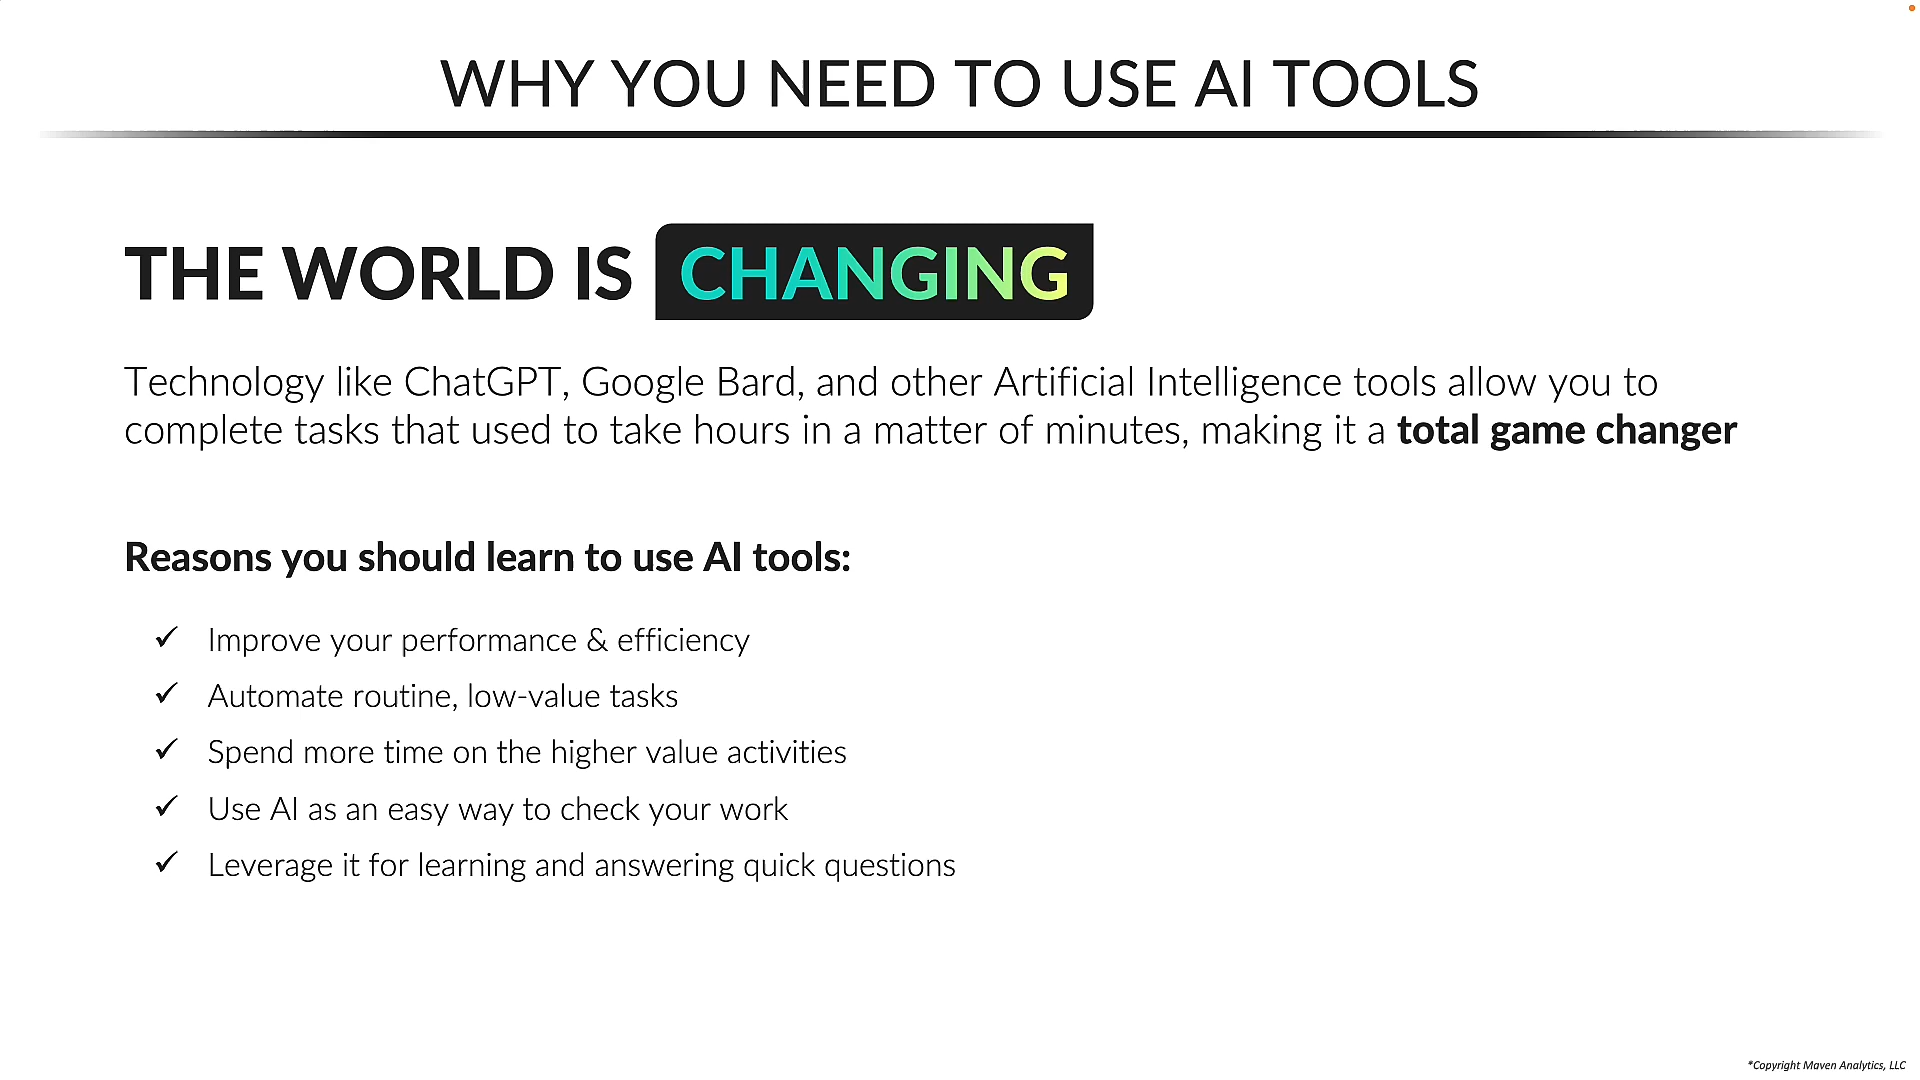 WHY YOU NEED TO USE AI TOOLS
THE WORLD IS CHANGING
Technology like ChatGPT, Google Bard, and other Artificial Intelligence tools allow you to
complete tasks that used to take hours in a matter of minutes, making it a total game changer
Reasons you should learn to use AI tools:
✓ Improve your performance & efficiency
✓ Automate routine, low-value tasks
✓ Spend more time on the higher value activities
✓ Use AI as an easy way to check your work
✓ Leverage it for learning and answering quick questions
*Copyright Maven Analytics, LLC